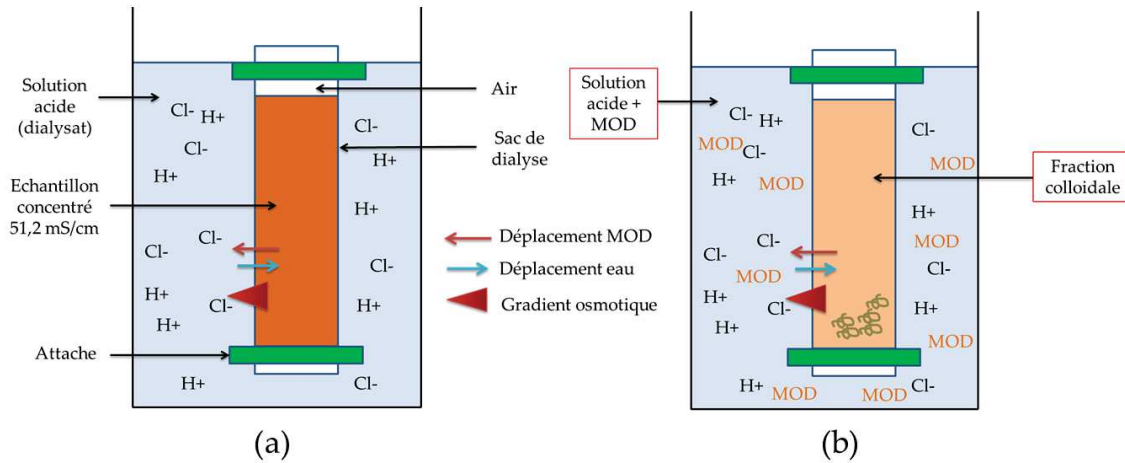 Solution
acide
(dialysat)
Echantillon
concentré
51,2 mS/cm
Attache
Cl-
H+
Cl-
H+
Cl-
Cl-
H+
Cl-
H+
H+
Cl-
H+
H+
Cl-
H+
Cl-
Air
Sac de
dialyse
Déplacement MOD
Déplacement eau
Gradient osmotique
(a)
Solution
acide +
MOD
Cl-
H+
MOD
Cl-
H+
MOD
Cl-
Cl-
MOD
H+
Cl-
H+
H+
MOD
MOD
Cl-
Cl-
MOD
H+
MOD
Cl-
H+
MOD
Fraction
colloidale
(b)